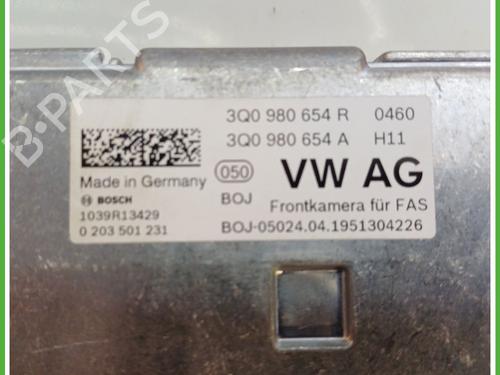 3Q0 980 654 R 0460
3Q0 980 654 A H11
Made in Germany 050 VW AG
BOSCH BOJ Frontkamera für FAS
1039R13429
0 203 501 231 BOJ-05024.04.1951304226
B-PARTS